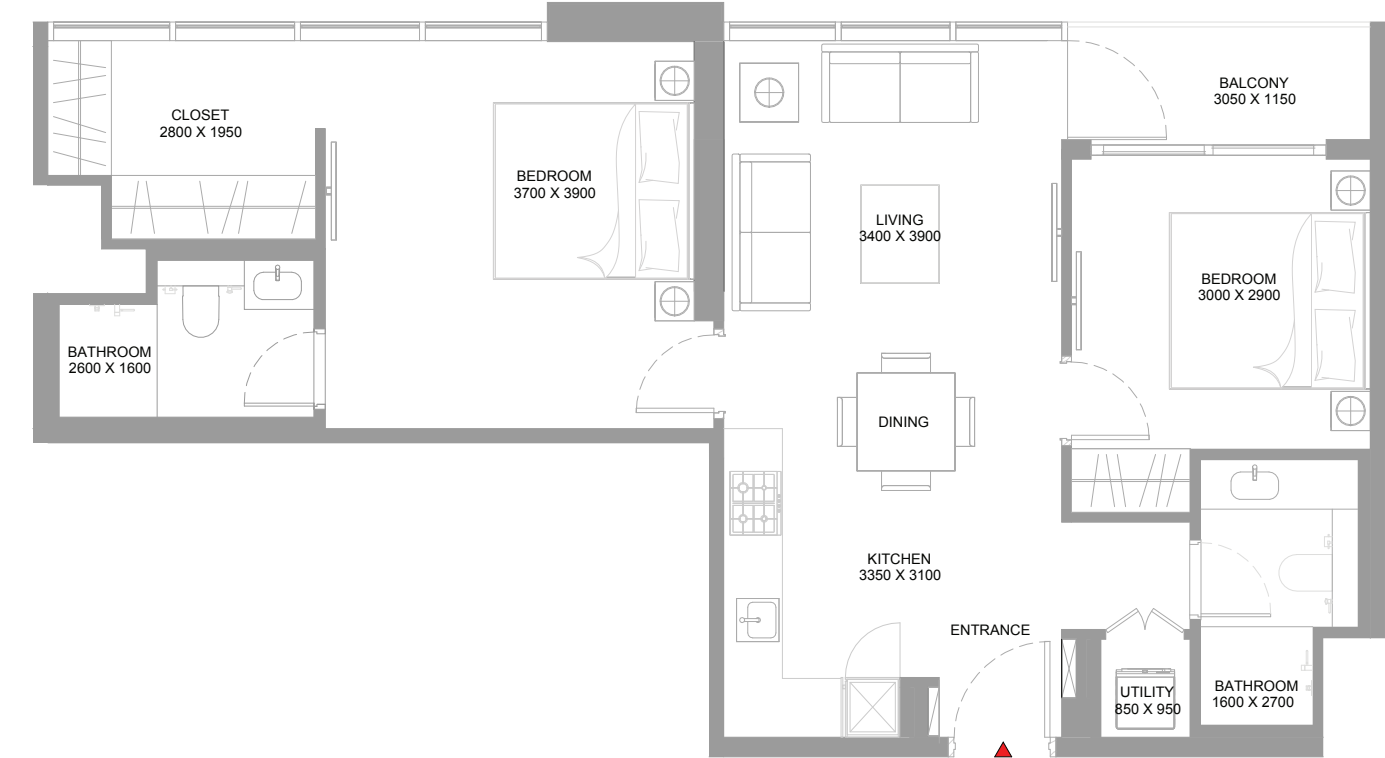 BALCONY
3050 X 1150
CLOSET
2800 X 1950
BEDROOM
3700 X 3900
LIVING
3400 X 3900
BEDROOM
3000 X 2900
BATHROOM
2600 X 1600
DINING
KITCHEN
3350 X 3100
ENTRANCE
UTILITY
850 X 950
BATHROOM
1600 X 2700